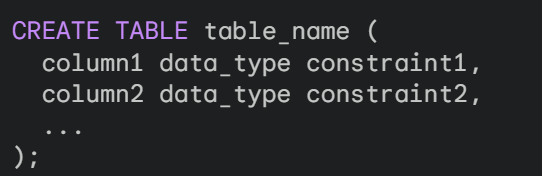 CREATE TABLE table_name (
  column1 data_type constraint1,
  column2 data_type constraint2,
  ...
);